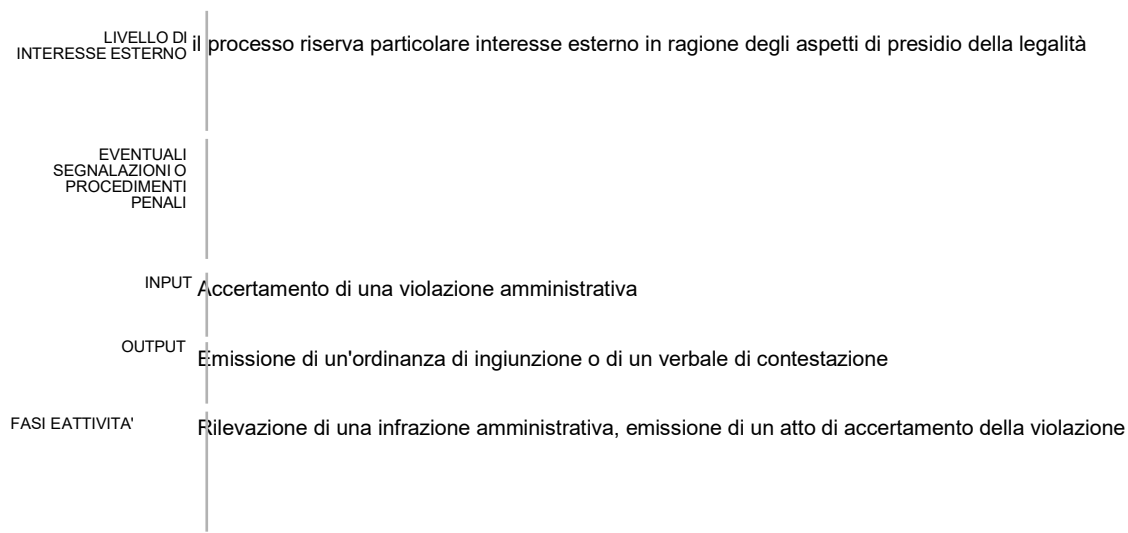 LIVELLO DI
INTERESSE ESTERNO
il processo riserva particolare interesse esterno in ragione degli aspetti di presidio della legalità
EVENTUALI
SEGNALAZIONI O
PROCEDIMENTI
PENALI
INPUT
Accertamento di una violazione amministrativa
OUTPUT
Emissione di un'ordinanza di ingiunzione o di un verbale di contestazione
FASI EATTIVITA'
Rilevazione di una infrazione amministrativa, emissione di un atto di accertamento della violazione